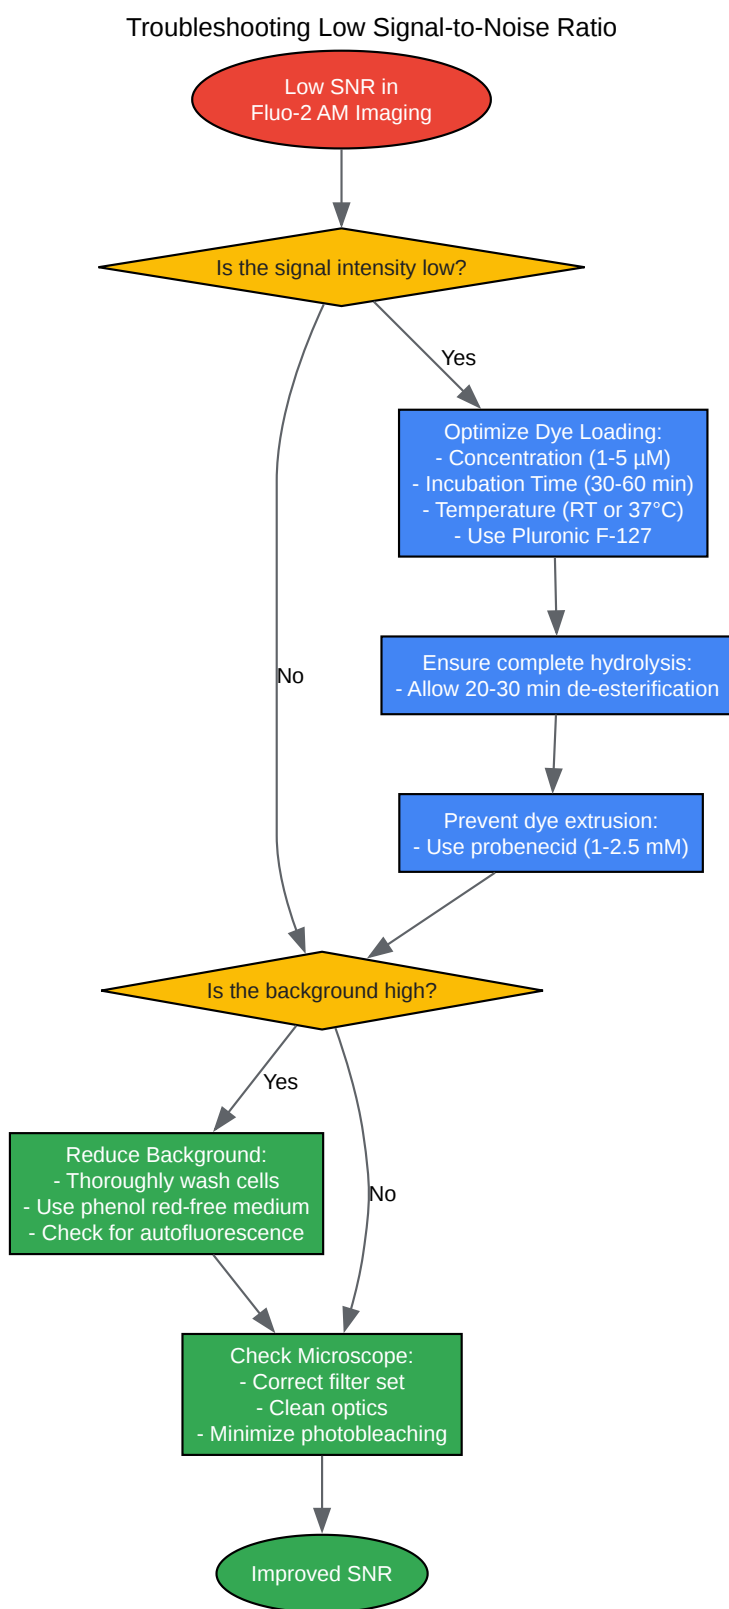 Troubleshooting Low Signal-to-Noise Ratio
Low SNR in
Fluo-2 AM Imaging
Is the signal intensity low?
Yes
Optimize Dye Loading:
- Concentration (1-5 µM)
- Incubation Time (30-60 min)
- Temperature (RT or 37°C)
- Use Pluronic F-127
Ensure complete hydrolysis:
- Allow 20-30 min de-esterification
No
Prevent dye extrusion:
- Use probenecid (1-2.5 mM)
Is the background high?
Yes
Reduce Background:
- Thoroughly wash cells
- Use phenol red-free medium
- Check for autofluorescence
No
Check Microscope:
- Correct filter set
- Clean optics
- Minimize photobleaching
Improved SNR